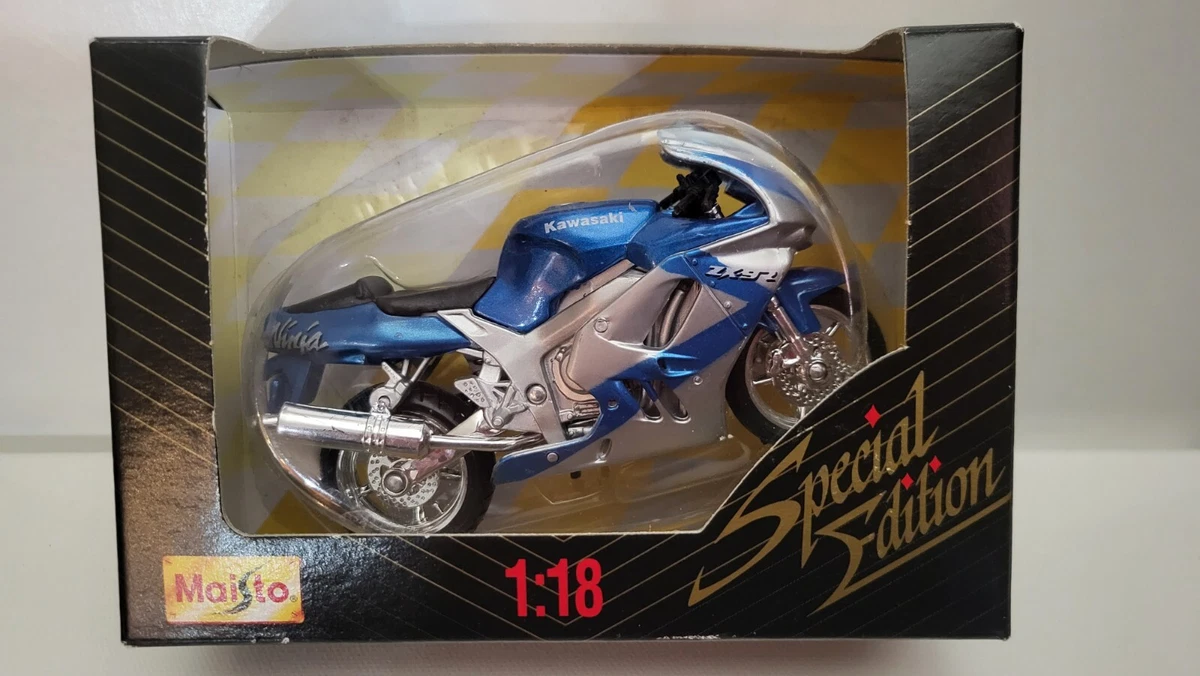 Kawasaki
ZX-9R
Ninja
Special
Edition
Maisto
1:18